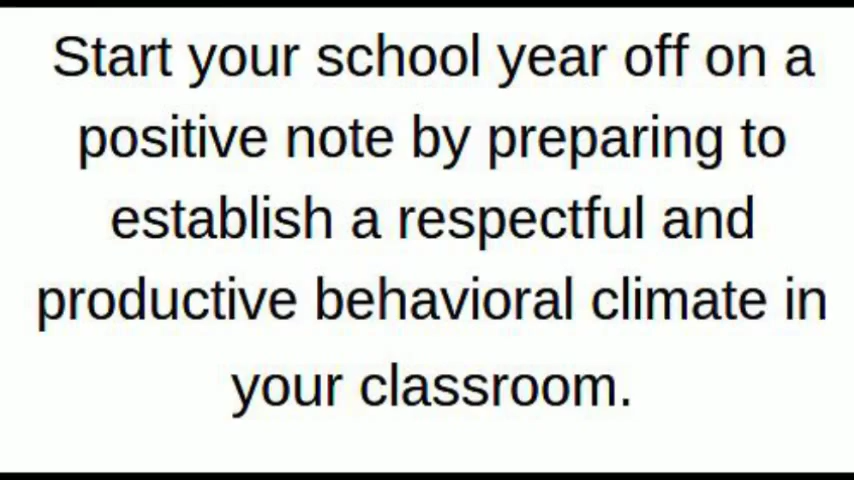 Start your school year off on a
positive note by preparing to
establish a respectful and
productive behavioral climate in
your classroom.